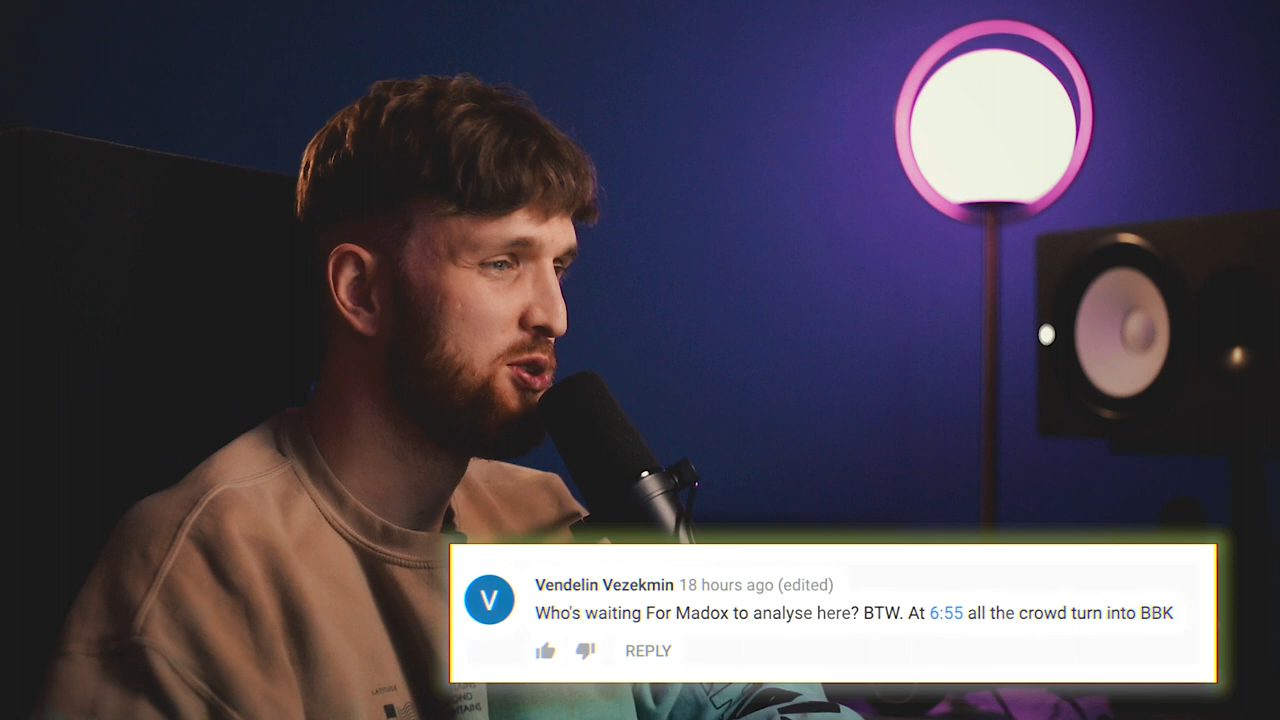 V
Vendelin Vezekmin 18 hours ago (edited)
Who's waiting For Madox to analyse here? BTW. At 6:55 all the crowd turn into BBK
REPLY